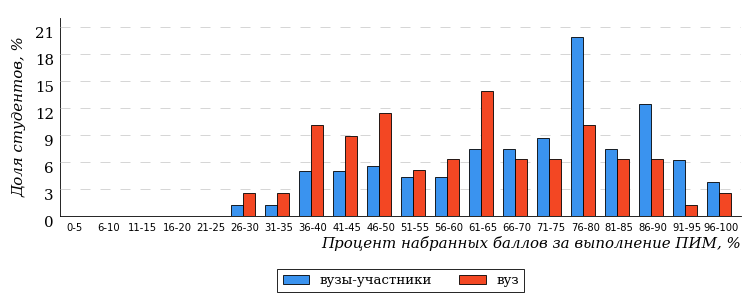 Доля студентов, %
21
18
15
12
9
6
3
0
0-5 6-10 11-15 16-20 21-25 26-30 31-35 36-40 41-45 46-50 51-55 56-60 61-65 66-70 71-75 76-80 81-85 86-90 91-95 96-100
Процент набранных баллов за выполнение ПИМ, %
вузы-участники вуз